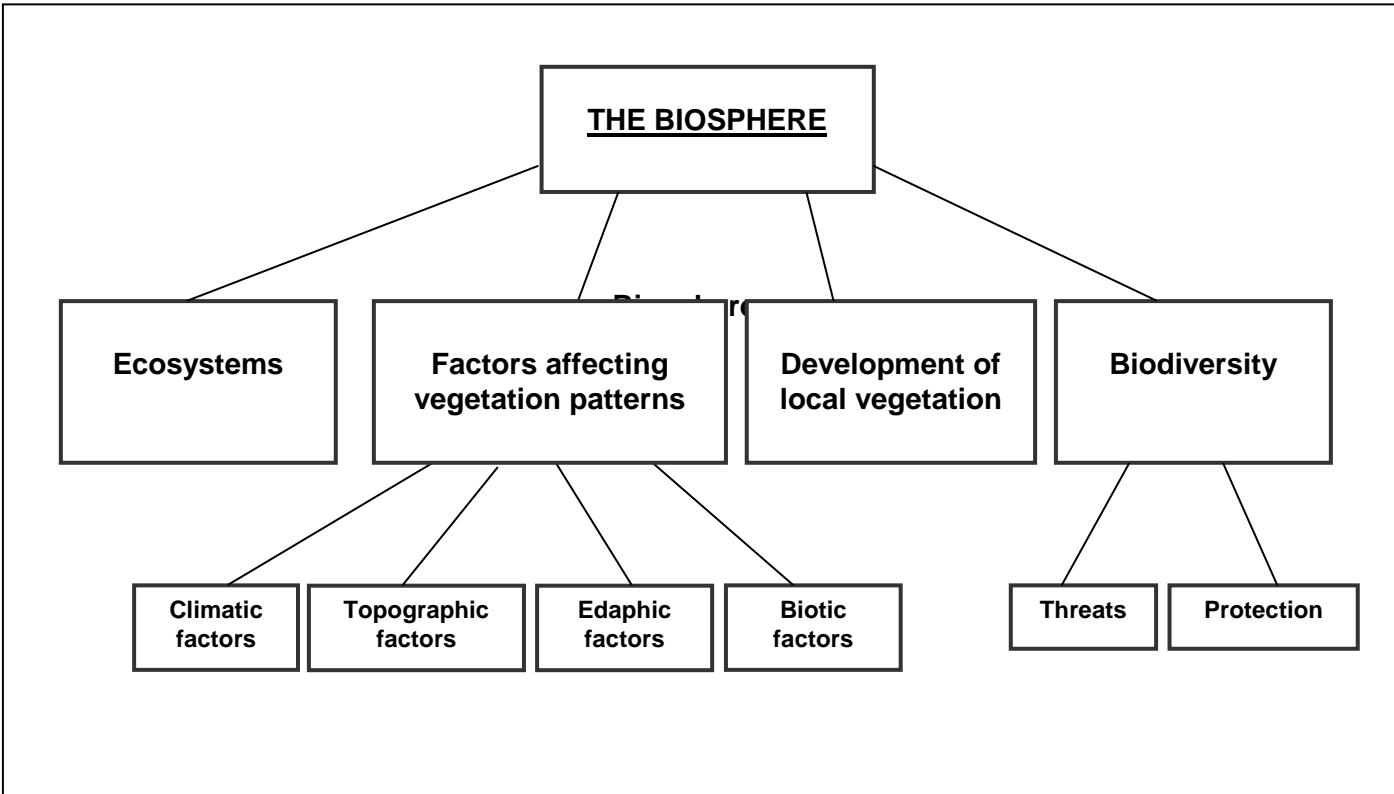 THE BIOSPHERE
Ecosystems
Factors affecting
vegetation patterns
Development of
local vegetation
Biodiversity
Climatic
factors
Topographic
factors
Edaphic
factors
Biotic
factors
Threats
Protection